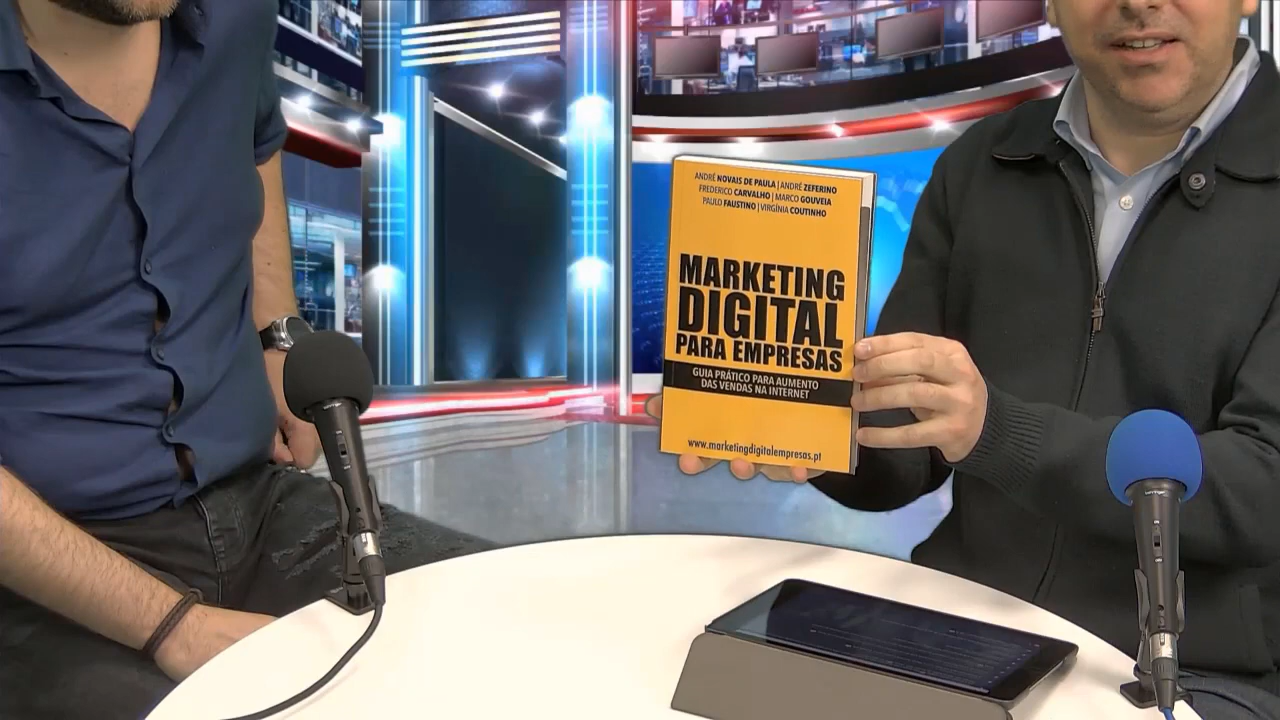 ANDRÉ NOVAIS DE PAULA | ANDRÉ ZEFERINO
FREDERICO CARVALHO | MARCO GOUVEIA
PAULO FAUSTINO | VIRGÍNIA COUTINHO
MARKETING
DIGITAL
PARA EMPRESAS
GUIA PRÁTICO PARA AUMENTO
DAS VENDAS NA INTERNET
www.marketingdigitalempresas.pt